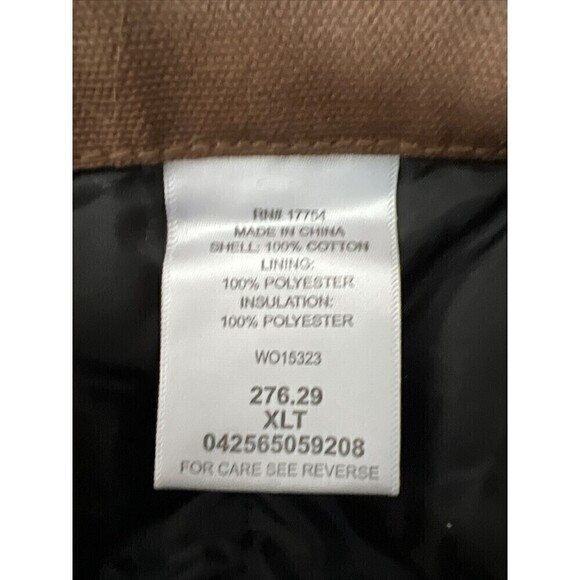 RN# 17754
MADE IN CHINA
SHELL: 100% COTTON
LINING:
100% POLYESTER
INSULATION:
100% POLYESTER
WO15323
276.29
XLT
042565059208
FOR CARE SEE REVERSE